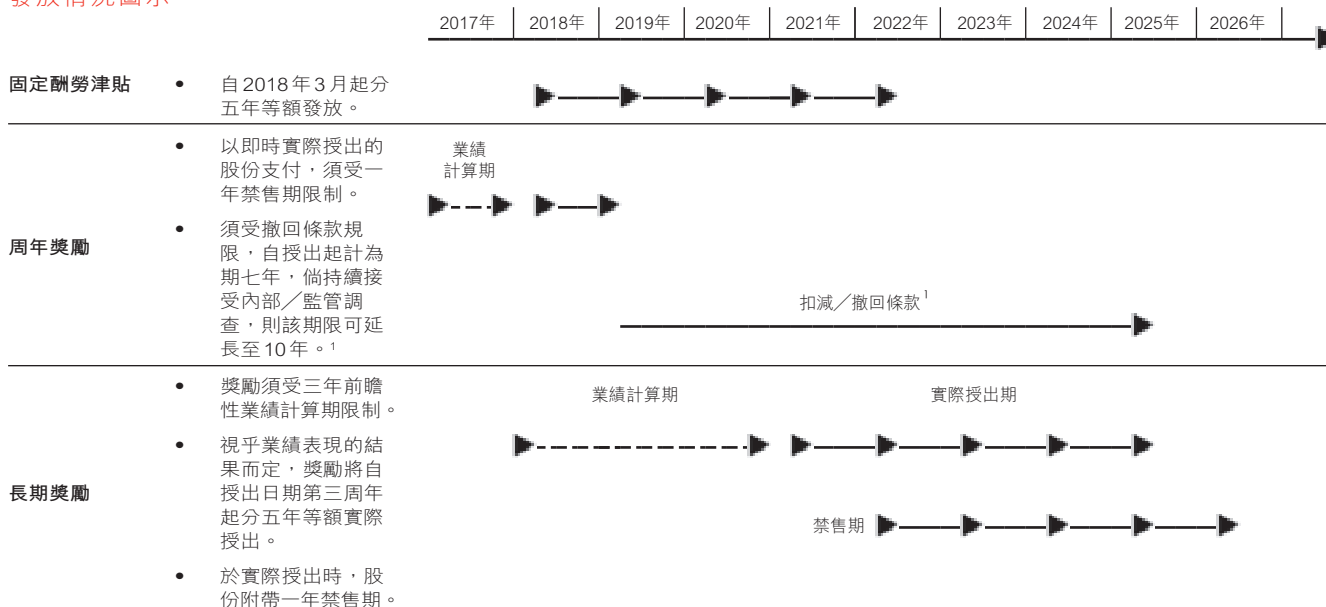 2017年 2018年 2019年 2020年 2021年 2022年 2023年 2024年 2025年 2026年
固定酬勞津貼
• 自2018年3月起分
五年等額發放。
周年獎勵
• 以即時實際授出的
股份支付，須受一
年禁售期限制。
• 須受撤回條款規
限，自授出起計為
期七年，倘持續接
受內部／監管調
查，則該期限可延
長至10年。1
業績
計算期
扣減／撤回條款1
長期獎勵
• 獎勵須受三年前瞻
性業績計算期限制。
• 視乎業績表現的結
果而定，獎勵將自
授出日期第三周年
起分五年等額實際
授出。
• 於實際授出時，股
份附帶一年禁售期。
業績計算期
實際授出期
禁售期